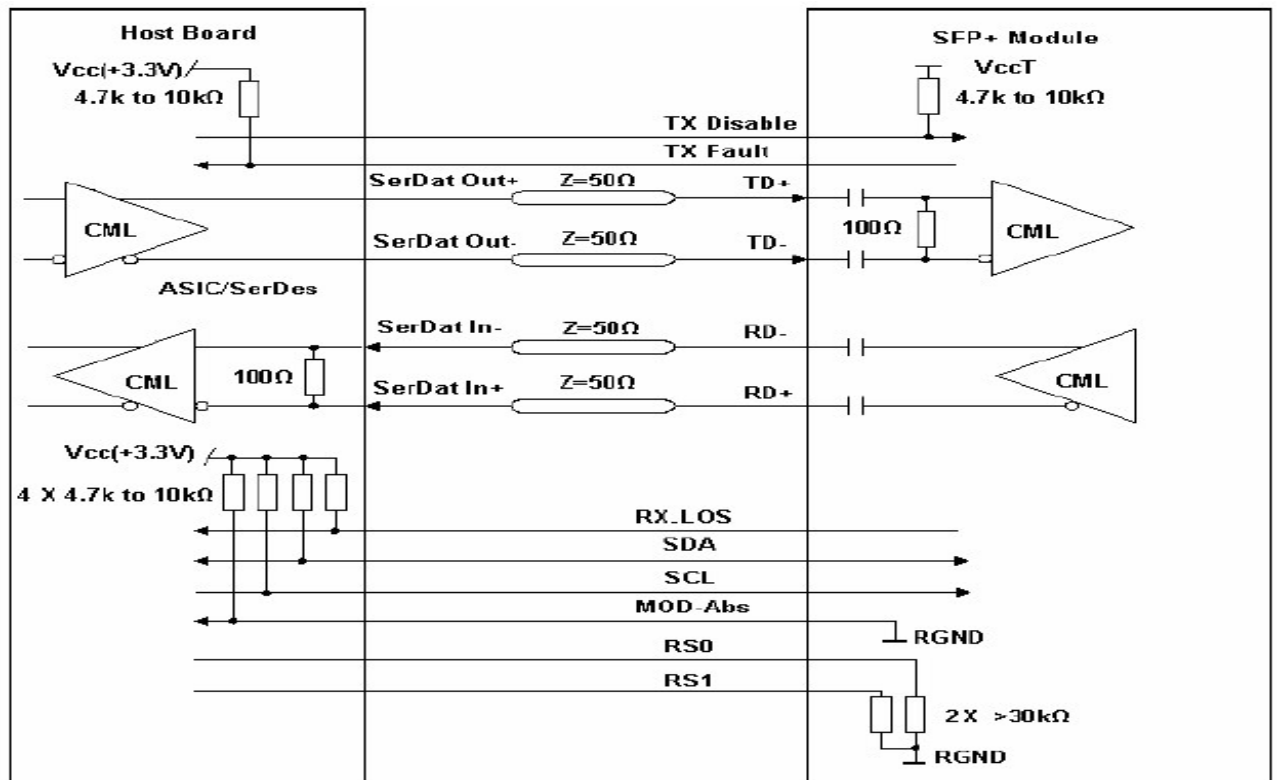 Host Board
SFP+ Module
Vcc(+3.3V)
VccT
4.7k to 10kΩ
4.7k to 10kΩ
TX Disable
TX Fault
SerDat Out+
Z=50Ω
TD+
CML
100Ω
CML
SerDat Out-
Z=50Ω
TD-
ASIC/SerDes
SerDat In-
Z=50Ω
RD-
CML
100Ω
CML
SerDat In+
Z=50Ω
RD+
Vcc(+3.3V)
4 X 4.7k to 10kΩ
RX_LOS
SDA
SCL
MOD-Abs
RGND
RS0
RS1
2X >30kΩ
RGND